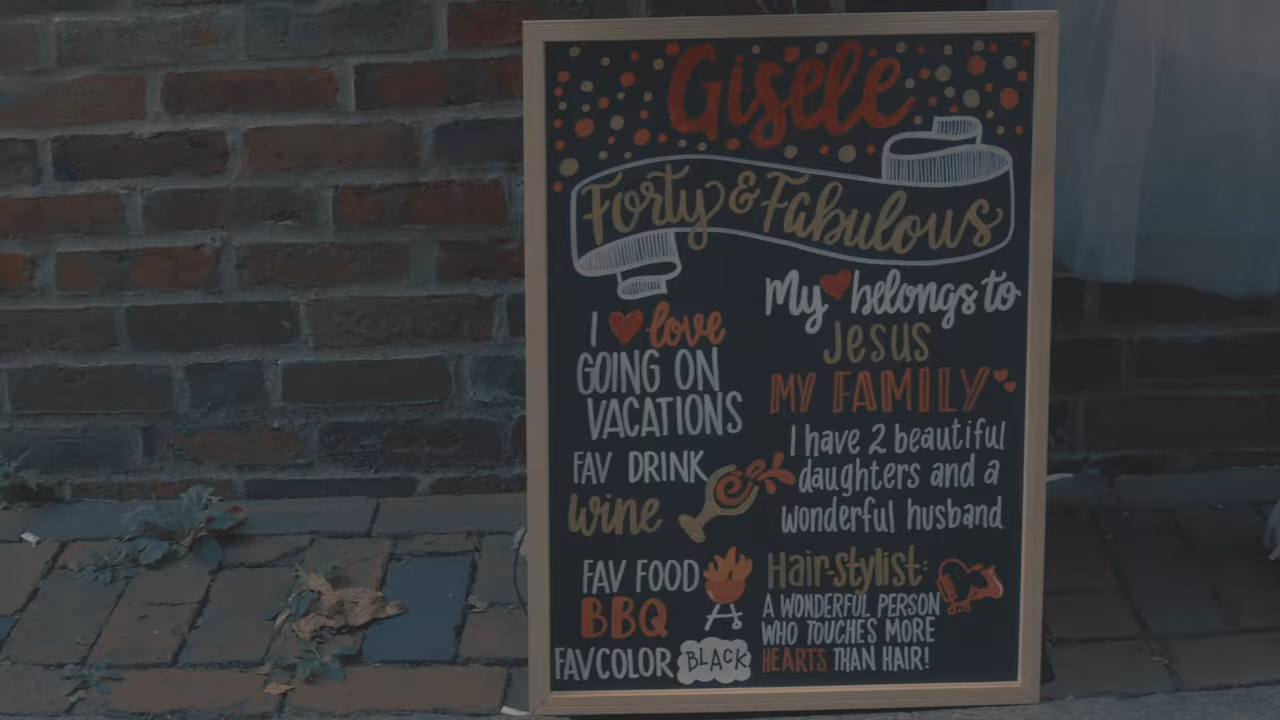 Gisele
Forty & Fabulous
I ♥ love
GOING ON
VACATIONS
FAV DRINK
wine
FAV FOOD
BBQ
FAV COLOR BLACK
My ♥ belongs to
JESUS
MY FAMILY
I have 2 beautiful
daughters and a
wonderful husband
Hair-stylist:
A WONDERFUL PERSON
WHO TOUCHES MORE
HEARTS THAN HAIR!